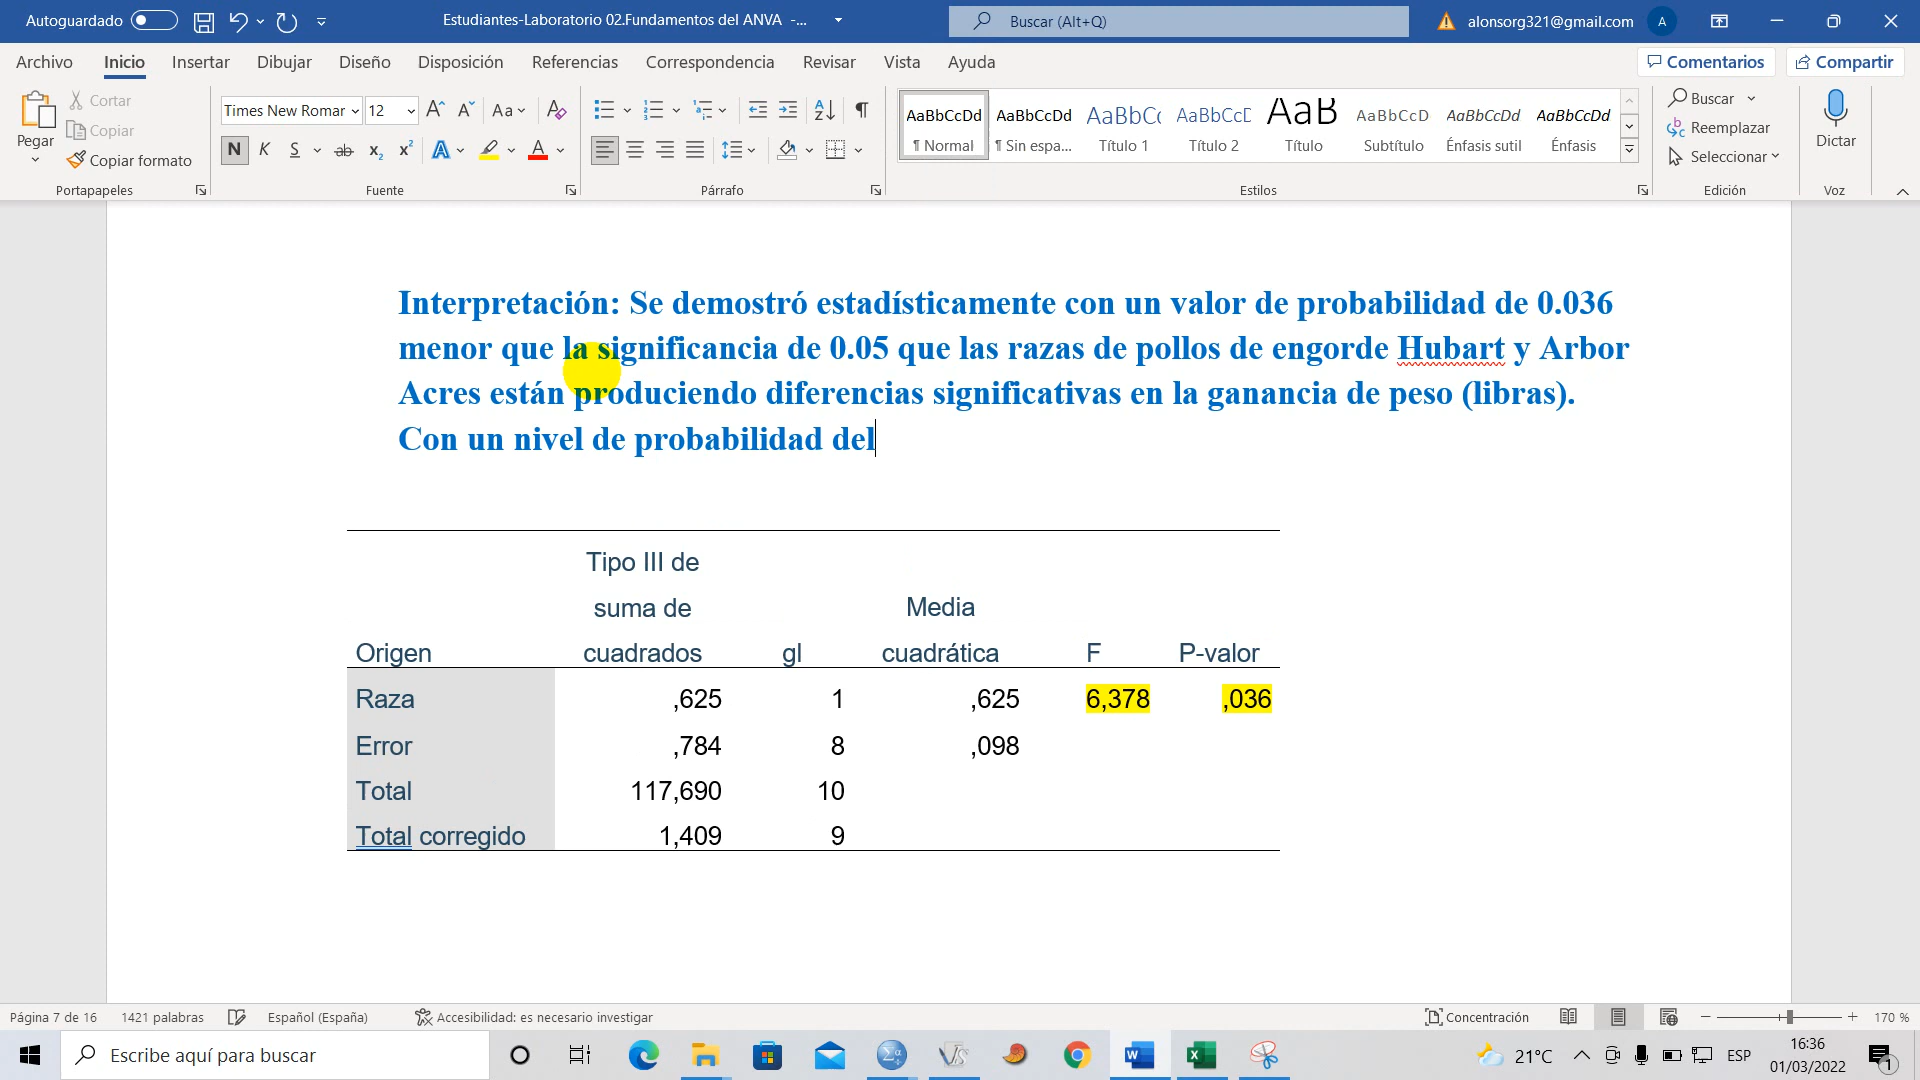 Autoguardado
Estudiantes-Laboratorio 02.Fundamentos del ANVA -...
Buscar (Alt+Q)
alonsorg321@gmail.com
A
Archivo Inicio Insertar Dibujar Diseño Disposición Referencias Correspondencia Revisar Vista Ayuda
Comentarios Compartir
Pegar
Cortar
Copiar
Copiar formato
Portapapeles
Times New Romar 12
Aa
N K S ab x₂ x² A A
Fuente
Párrafo
AaBbCcDd AaBbCcDd AaBbCc AaBbCcE AaB AaBbCcD AaBbCcDd AaBbCcDd
¶ Normal ¶ Sin espa... Título 1 Título 2 Título Subtítulo Énfasis sutil Énfasis
Estilos
Buscar
Reemplazar
Seleccionar
Edición
Dictar
Voz
Interpretación: Se demostró estadísticamente con un valor de probabilidad de 0.036
menor que la significancia de 0.05 que las razas de pollos de engorde Hubart y Arbor
Acres están produciendo diferencias significativas en la ganancia de peso (libras).
Con un nivel de probabilidad del
Tipo III de
suma de Media
Origen cuadrados gl cuadrática F P-valor
Raza ,625 1 ,625 6,378 ,036
Error ,784 8 ,098
Total 117,690 10
Total corregido 1,409 9
Página 7 de 16 1421 palabras Español (España) Accesibilidad: es necesario investigar
Concentración 170 %
Escribe aquí para buscar
21°C ESP
16:36
01/03/2022
1